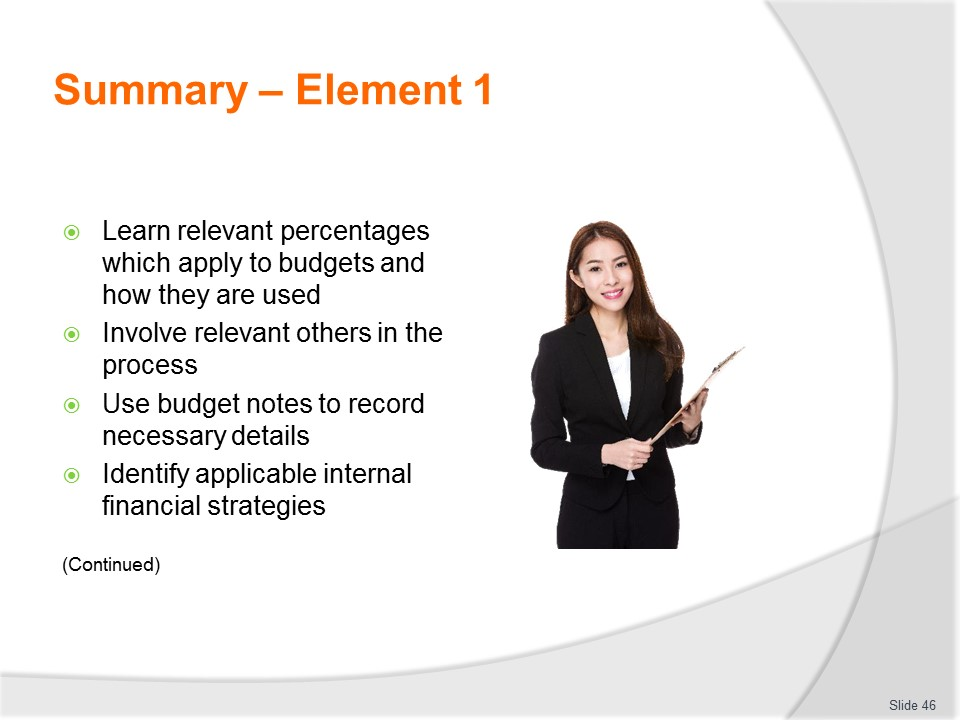 Summary – Element 1
Learn relevant percentages
which apply to budgets and
how they are used
Involve relevant others in the
process
Use budget notes to record
necessary details
Identify applicable internal
financial strategies
(Continued)
Slide 46